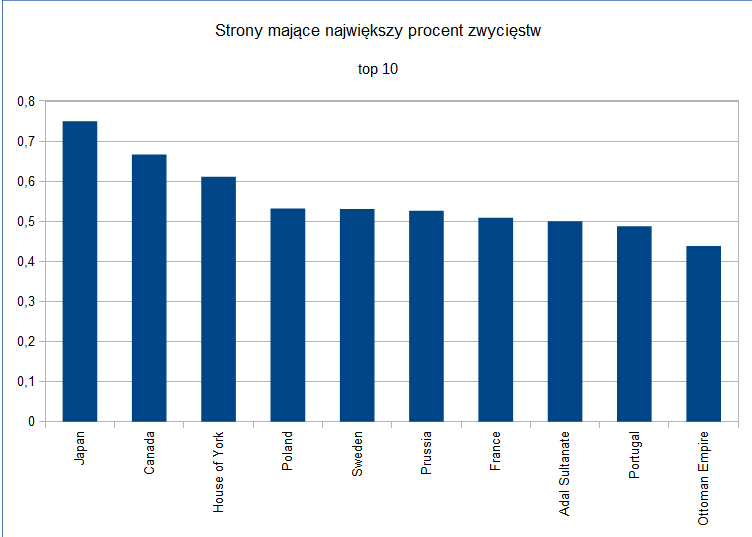 Strony mające największy procent zwycięstw
top 10
0,8
0,7
0,6
0,5
0,4
0,3
0,2
0,1
0
Japan
Canada
House of York
Poland
Sweden
Prussia
France
Adal Sultanate
Portugal
Ottoman Empire